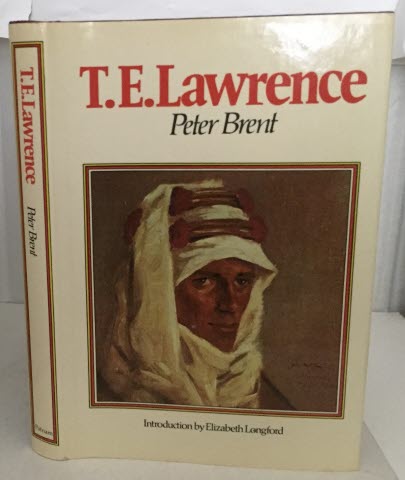 T.E.Lawrence
Peter Brent
T.E.Lawrence
Peter Brent
Introduction by Elizabeth Longford